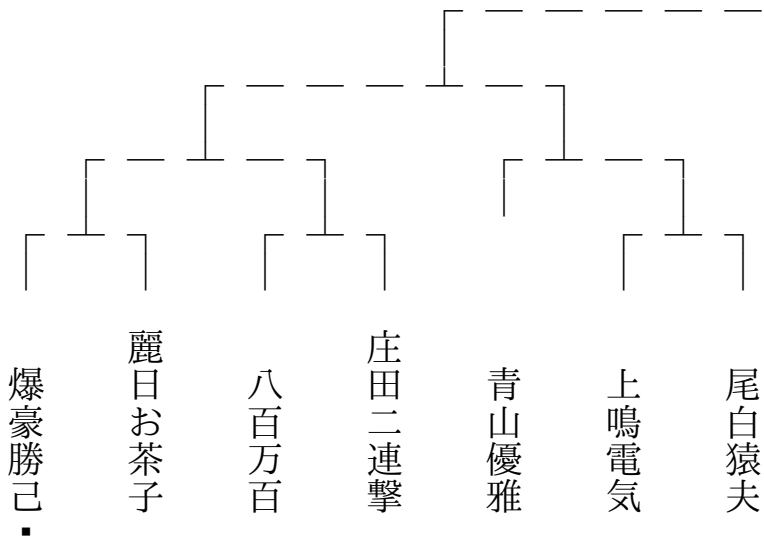 尾白猿夫
上鳴電気
青山優雅
庄田二連撃
八百万百
麗日お茶子
爆豪勝己・